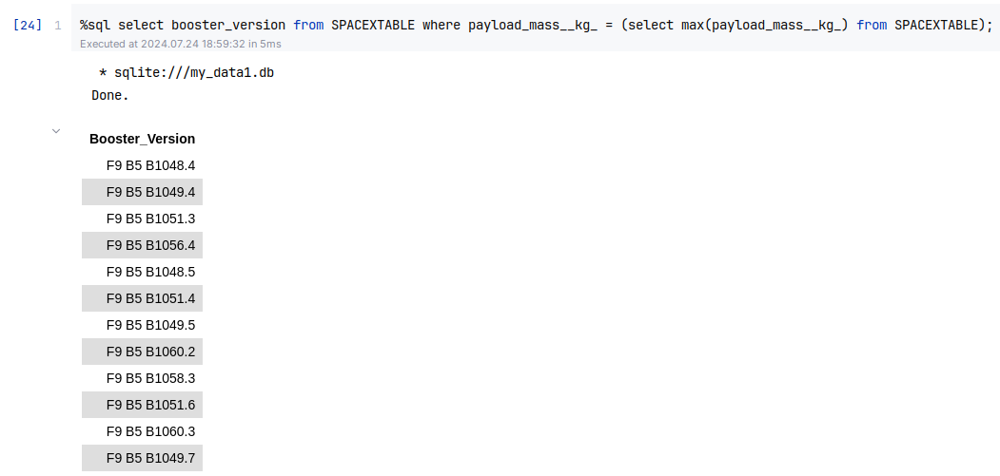 [24] 1 %sql select booster_version from SPACEXTABLE where payload_mass__kg_ = (select max(payload_mass__kg_) from SPACEXTABLE);
Executed at 2024.07.24 18:59:32 in 5ms
* sqlite:///my_data1.db
Done.
Booster_Version
F9 B5 B1048.4
F9 B5 B1049.4
F9 B5 B1051.3
F9 B5 B1056.4
F9 B5 B1048.5
F9 B5 B1051.4
F9 B5 B1049.5
F9 B5 B1060.2
F9 B5 B1058.3
F9 B5 B1051.6
F9 B5 B1060.3
F9 B5 B1049.7